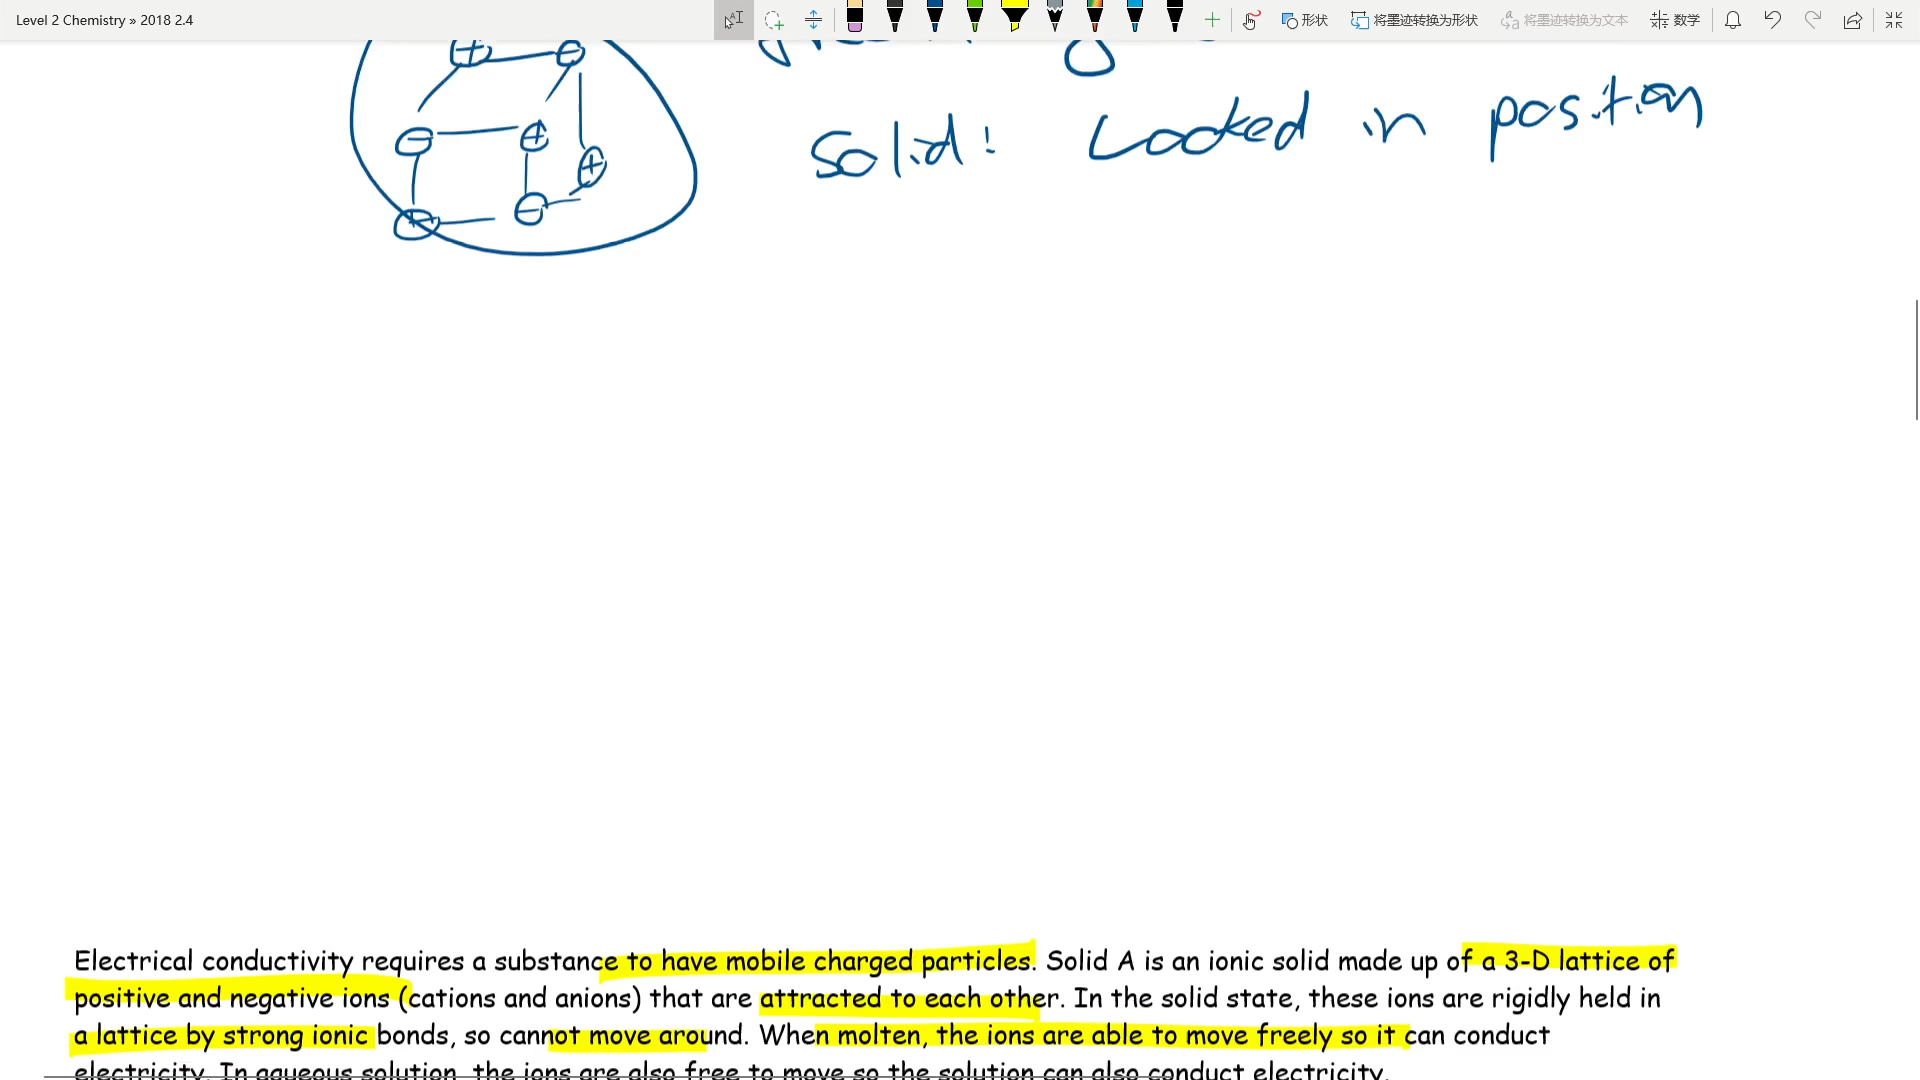 Level 2 Chemistry » 2018 2.4
形状
将墨迹转换为形状
将墨迹转换为文本
数学
Solid: Locked in position
Electrical conductivity requires a substance to have mobile charged particles. Solid A is an ionic solid made up of a 3-D lattice of
positive and negative ions (cations and anions) that are attracted to each other. In the solid state, these ions are rigidly held in
a lattice by strong ionic bonds, so cannot move around. When molten, the ions are able to move freely so it can conduct
electricity. In aqueous solution, the ions are also free to move so the solution can also conduct electricity.